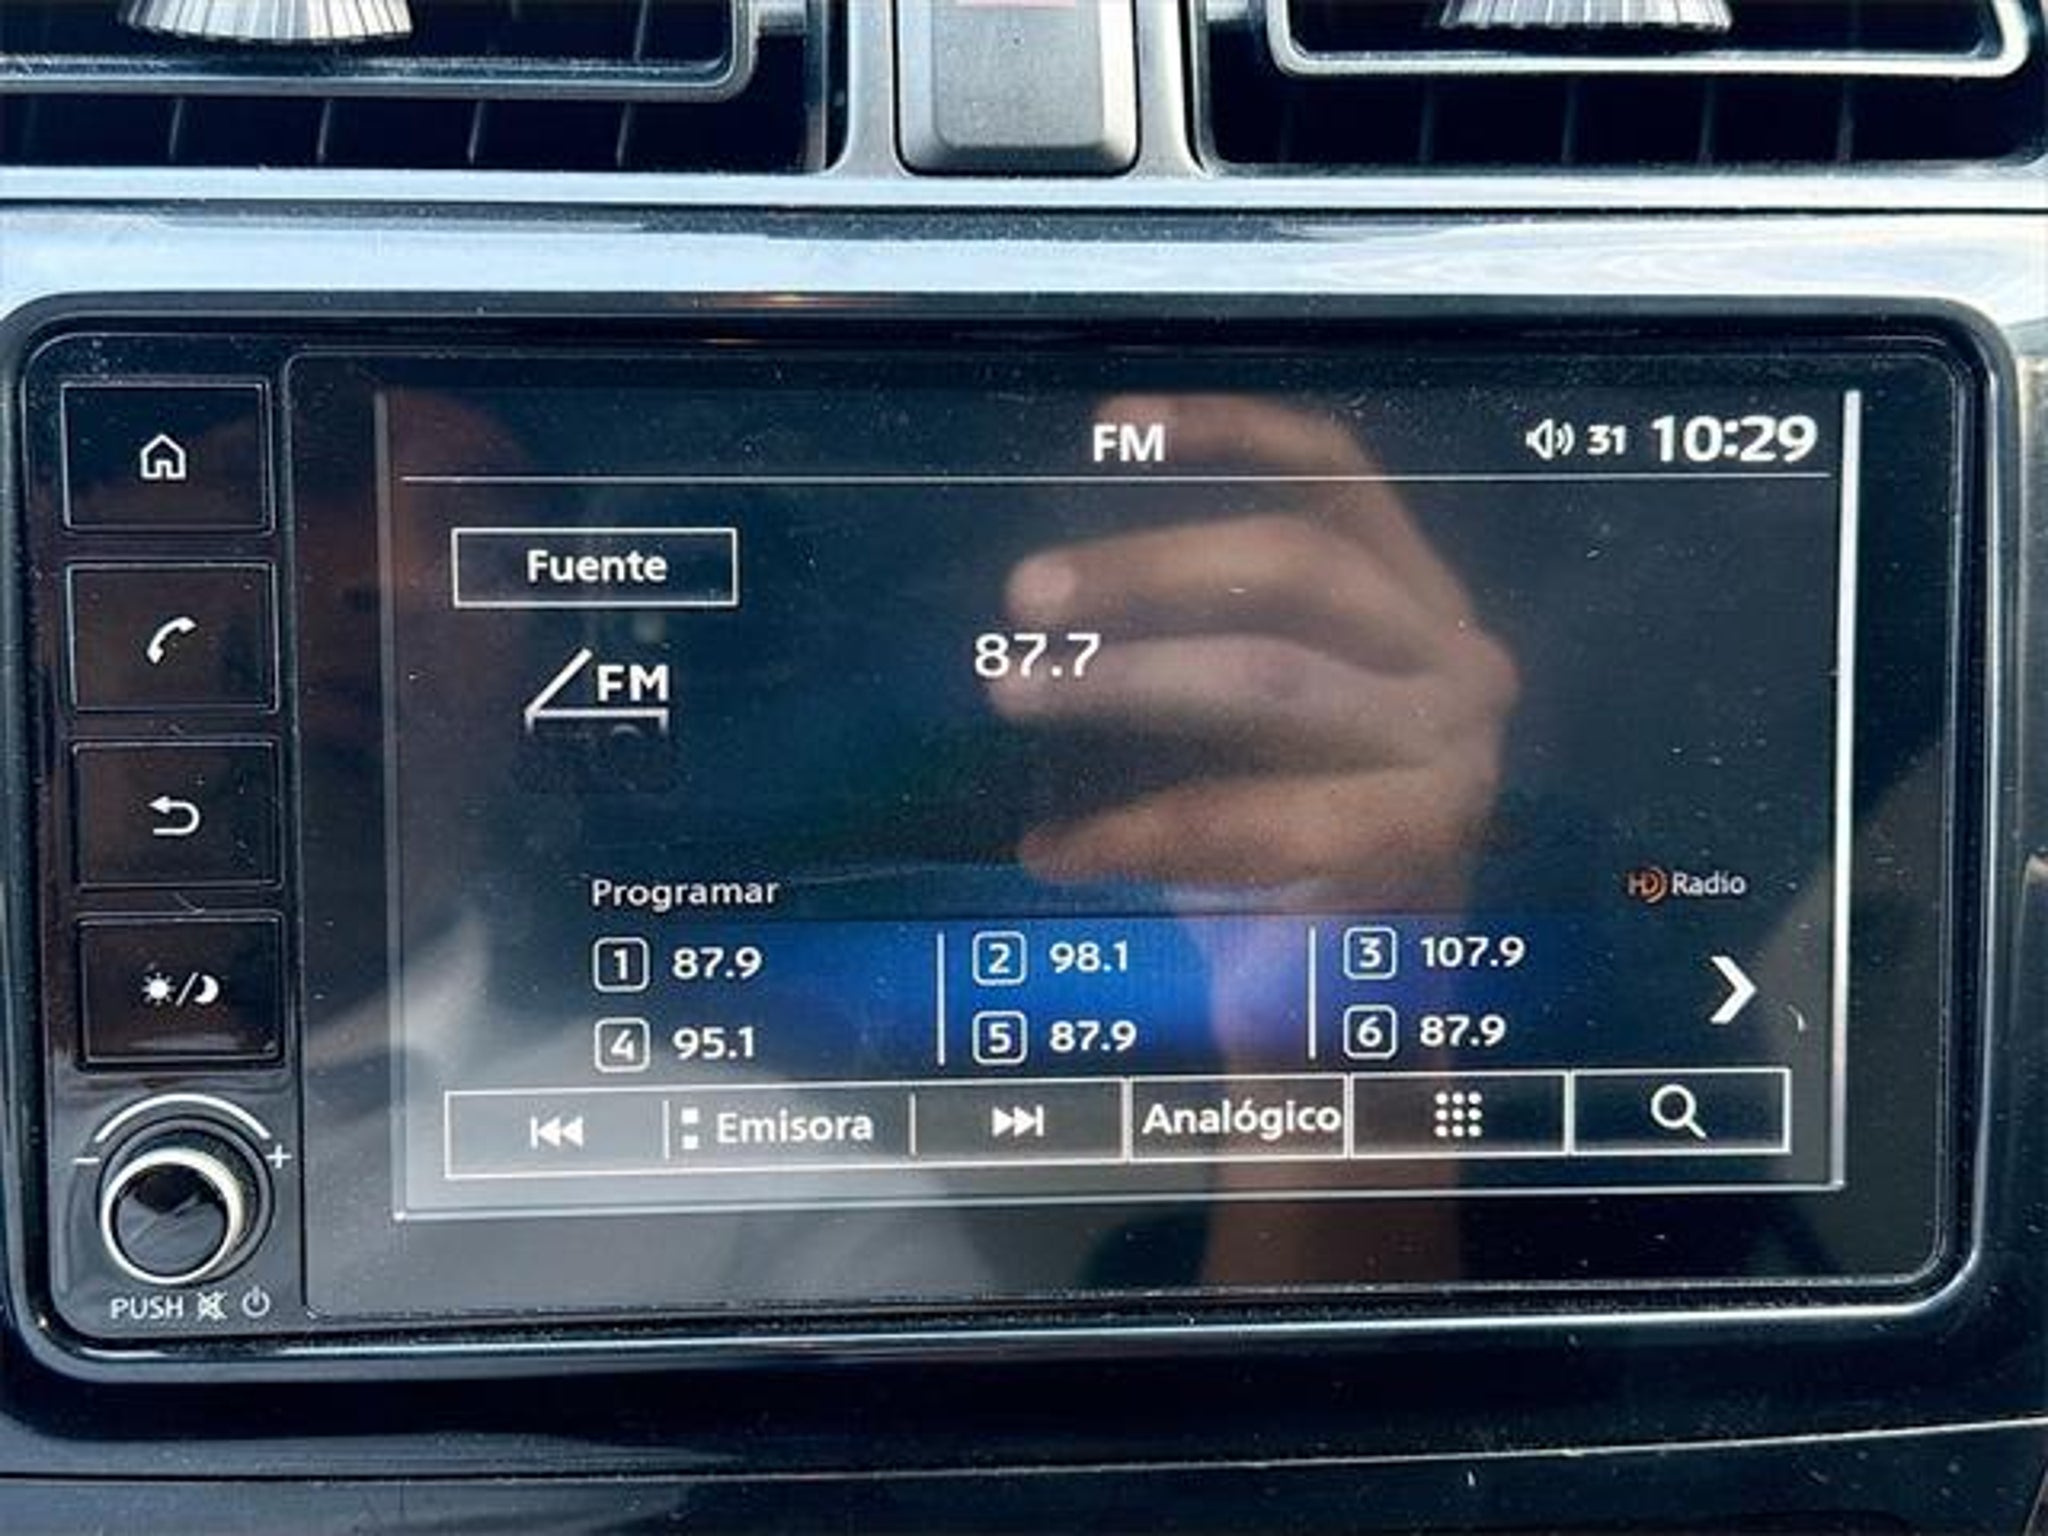 FM 31 10:29
Fuente
FM
87.7
Programar
HD Radio
1 87.9 2 98.1 3 107.9
4 95.1 5 87.9 6 87.9
Emisora Analógico
- +
PUSH